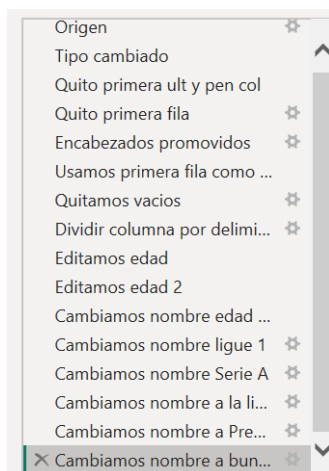 Origen
Tipo cambiado
Quito primera ult y pen col
Quito primera fila
Encabezados promovidos
Usamos primera fila como ...
Quitamos vacios
Dividir columna por delimi...
Editamos edad
Editamos edad 2
Cambiamos nombre edad ...
Cambiamos nombre ligue 1
Cambiamos nombre Serie A
Cambiamos nombre a la li...
Cambiamos nombre a Pre...
Cambiamos nombre a bun...